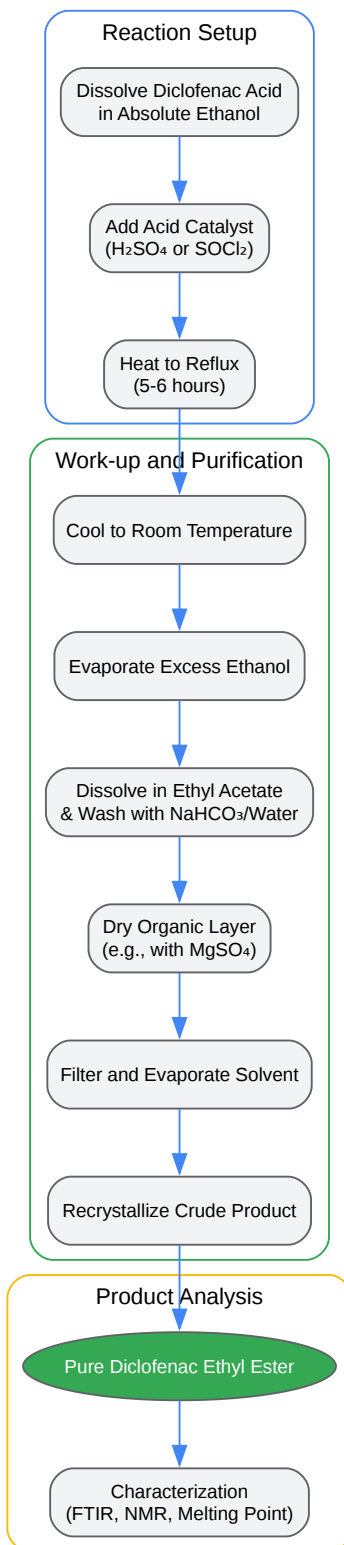 Reaction Setup
Dissolve Diclofenac Acid
in Absolute Ethanol
Add Acid Catalyst
(H₂SO₄ or SOCl₂)
Heat to Reflux
(5-6 hours)
Work-up and Purification
Cool to Room Temperature
Evaporate Excess Ethanol
Dissolve in Ethyl Acetate
& Wash with NaHCO₃/Water
Dry Organic Layer
(e.g., with MgSO₄)
Filter and Evaporate Solvent
Recrystallize Crude Product
Product Analysis
Pure Diclofenac Ethyl Ester
Characterization
(FTIR, NMR, Melting Point)